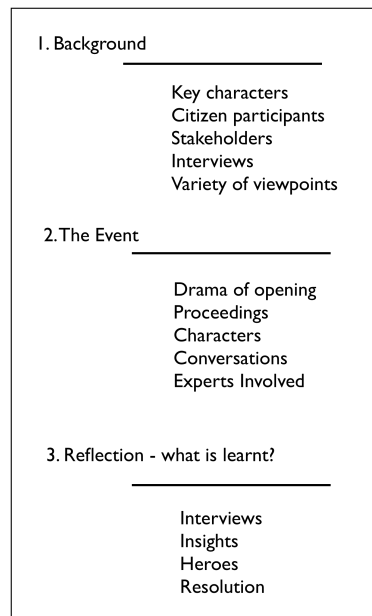 1. Background
Key characters
Citizen participants
Stakeholders
Interviews
Variety of viewpoints
2. The Event
Drama of opening
Proceedings
Characters
Conversations
Experts Involved
3. Reflection - what is learnt?
Interviews
Insights
Heroes
Resolution